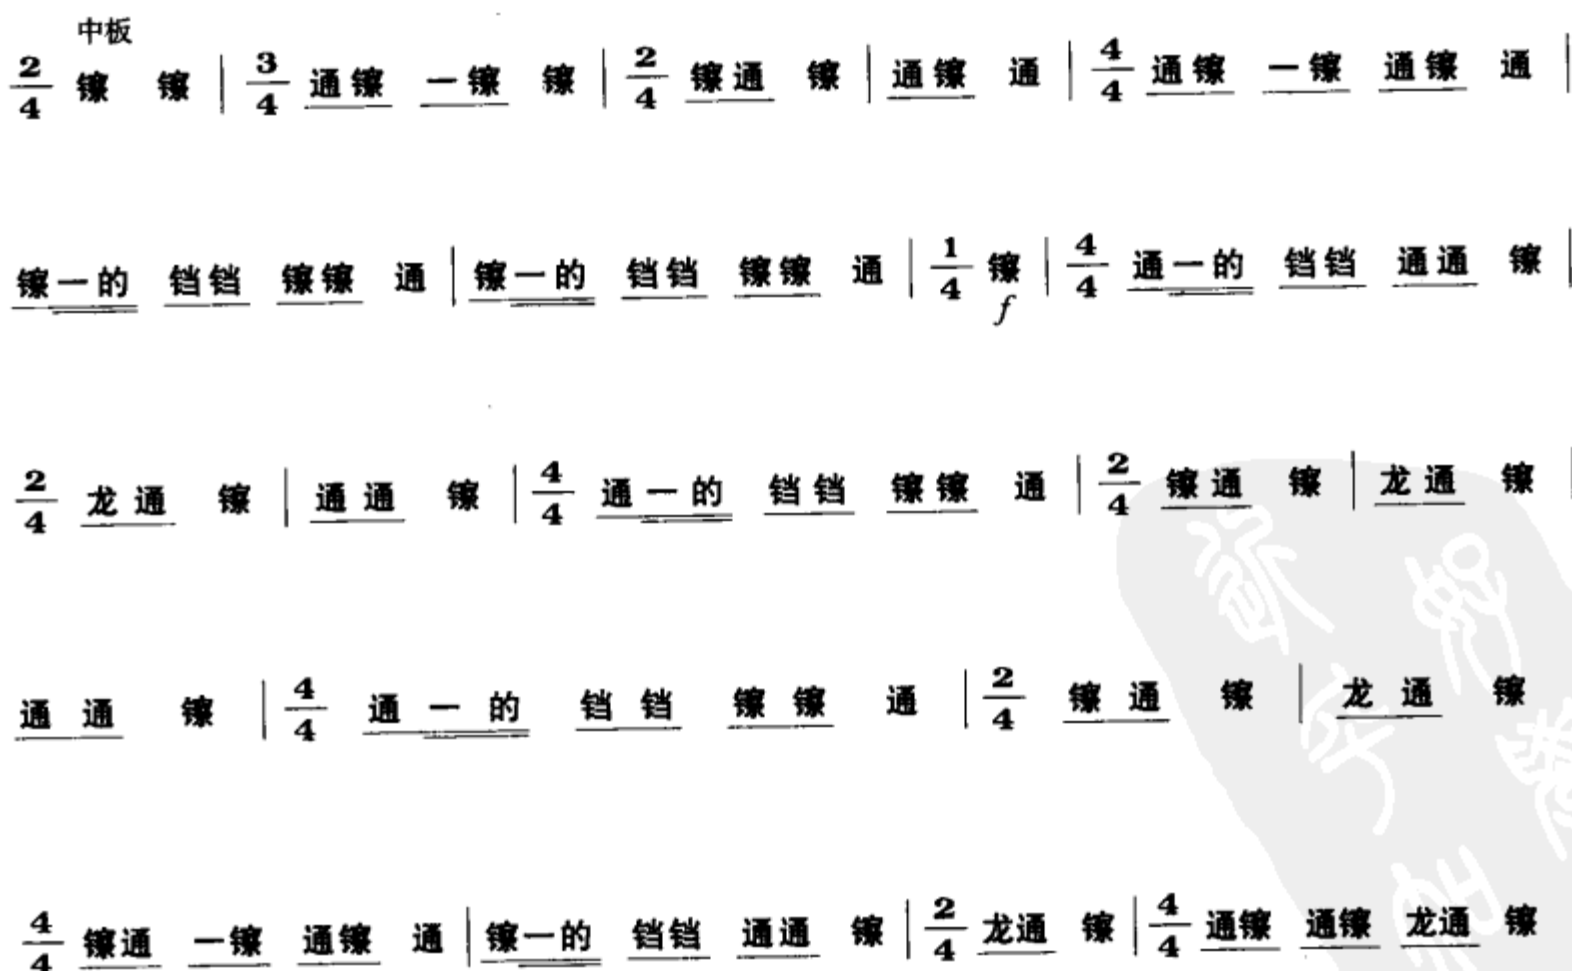 中板
2/4 镲 镲 | 3/4 通镲 一镲 镲 | 2/4 镲通 镲 | 通镲 通 | 4/4 通镲 一镲 通镲 通 |
镲一的 铛铛 镲镲 通 | 镲一的 铛铛 镲镲 通 | 1/4 镲 | 4/4 通一的 铛铛 通通 镲 |
f
2/4 龙通 镲 | 通通 镲 | 4/4 通一的 铛铛 镲镲 通 | 2/4 镲通 镲 | 龙通 镲 |
通通 镲 | 4/4 通一的 铛铛 镲镲 通 | 2/4 镲通 镲 | 龙通 镲
4/4 镲通 一镲 通镲 通 | 镲一的 铛铛 通通 镲 | 2/4 龙通 镲 | 4/4 通镲 通镲 龙通 镲